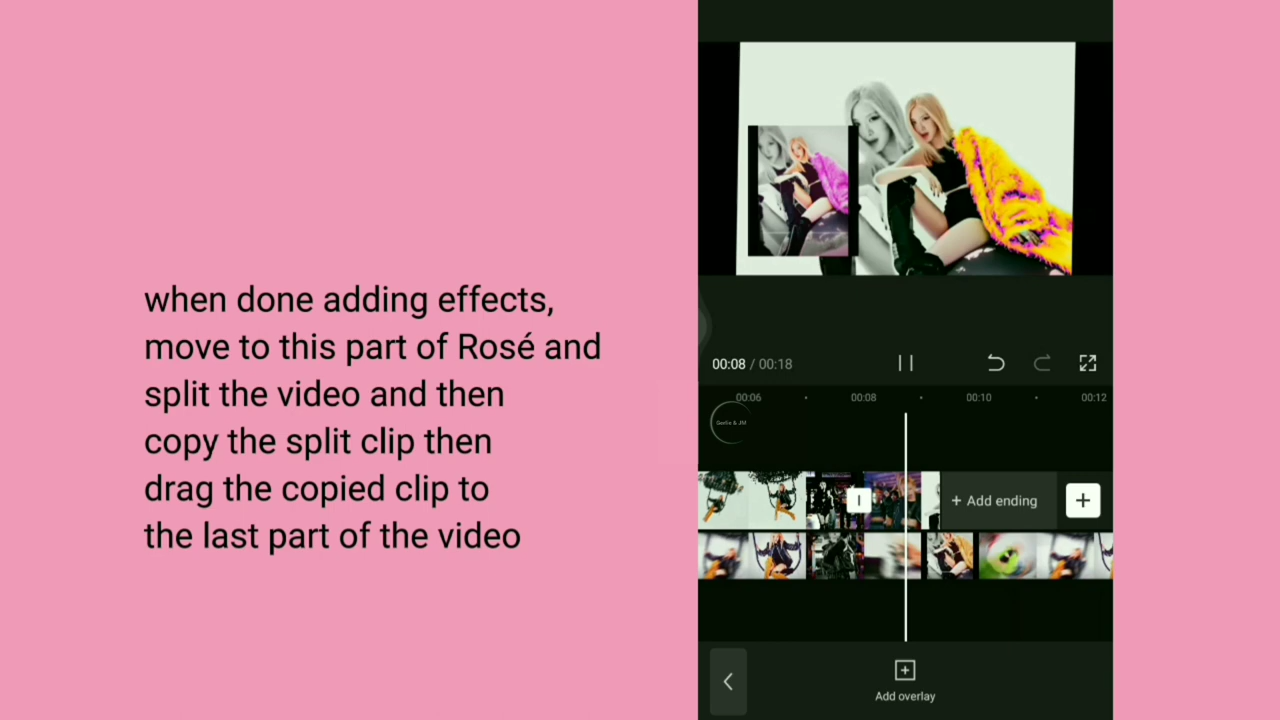 when done adding effects,
move to this part of Rosé and
split the video and then
copy the split clip then
drag the copied clip to
the last part of the video
00:08 / 00:18
00:06
00:08
00:10
00:12
+ Add ending
Add overlay